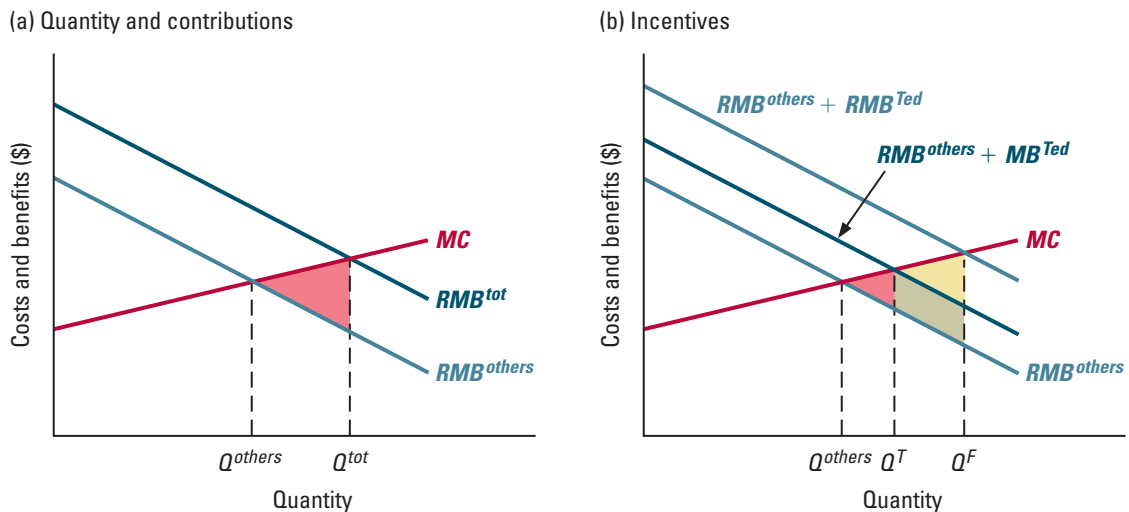 (a) Quantity and contributions
Costs and benefits ($)
MC
RMB^tot
RMB^others
Q^others
Q^tot
Quantity
(b) Incentives
Costs and benefits ($)
RMB^others + RMB^Ted
RMB^others + MB^Ted
MC
RMB^others
Q^others
Q^T
Q^F
Quantity